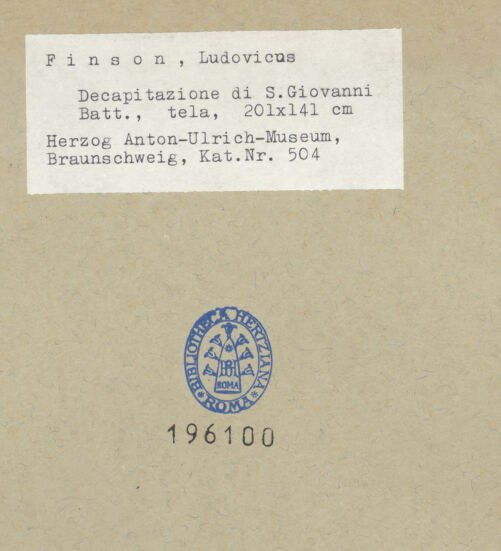 F i n s o n , Ludovicus
Decapitazione di S.Giovanni
Batt., tela, 201x141 cm
Herzog Anton-Ulrich-Museum,
Braunschweig, Kat.Nr. 504
BIBLIOTHECA HERTZIANA
BH
ROMA
* ROMA *
196100